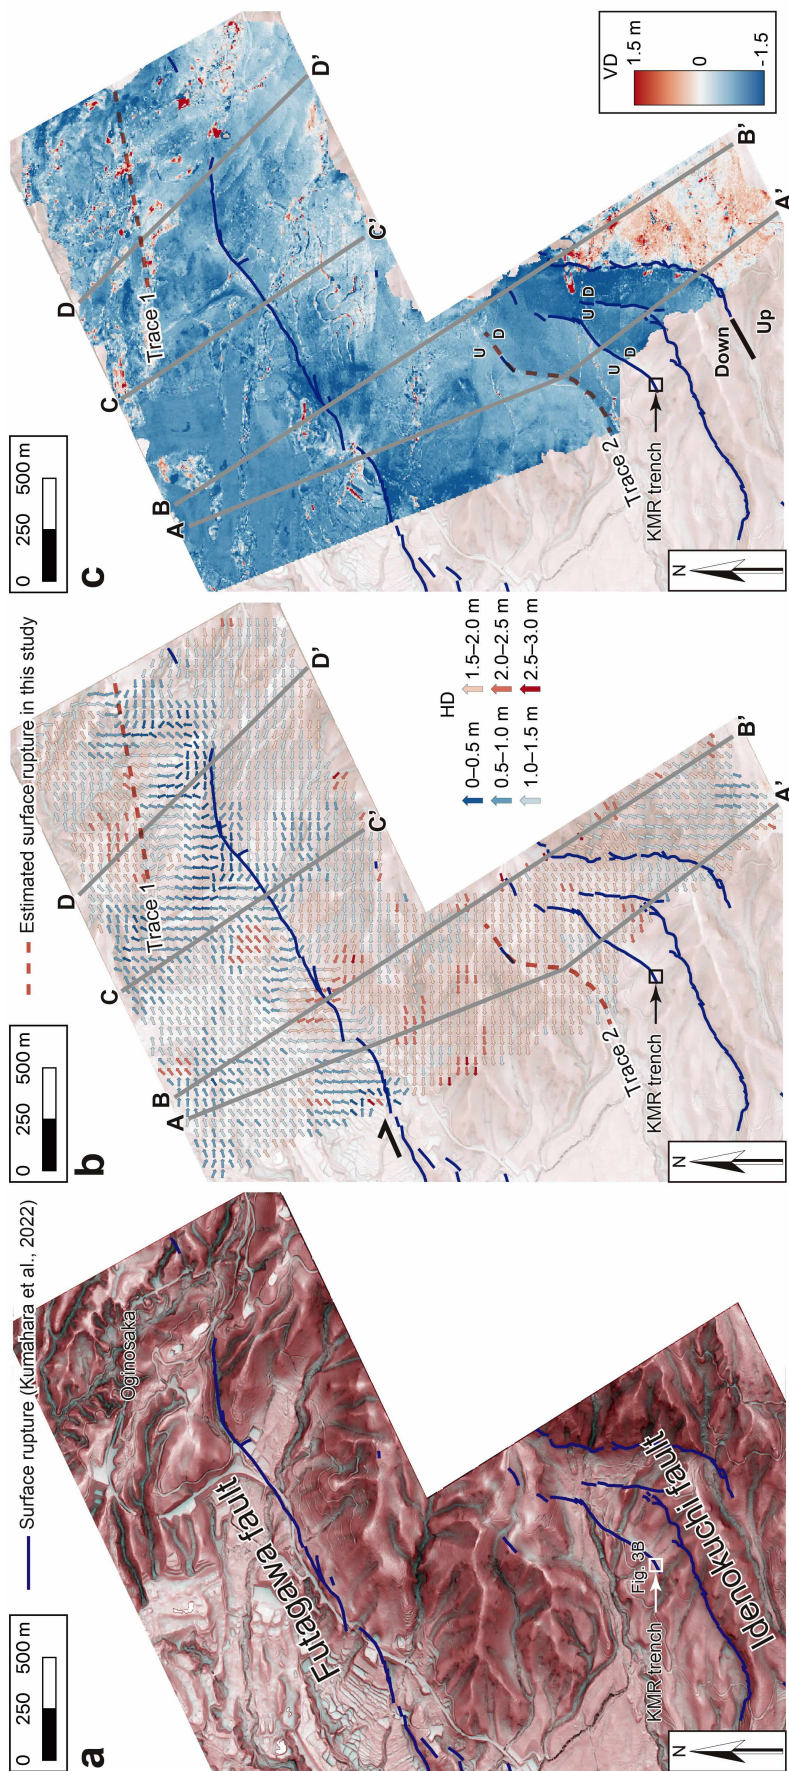 Surface rupture (Kumahara et al., 2022)
Estimated surface rupture in this study
a
0 250 500 m
Oginosaka
Futagawa fault
Idenokuchi fault
Fig. 3B
KMR trench
N
b
0 250 500 m
A
B
C
D
Trace 1
D'
C'
B'
A'
Trace 2
KMR trench
HD
0–0.5 m
0.5–1.0 m
1.0–1.5 m
1.5–2.0 m
2.0–2.5 m
2.5–3.0 m
N
c
0 250 500 m
A
B
C
D
Trace 1
D'
C'
B'
A'
U
D
U
D
U
D
Trace 2
KMR trench
Down
Up
VD
1.5 m
0
-1.5
N